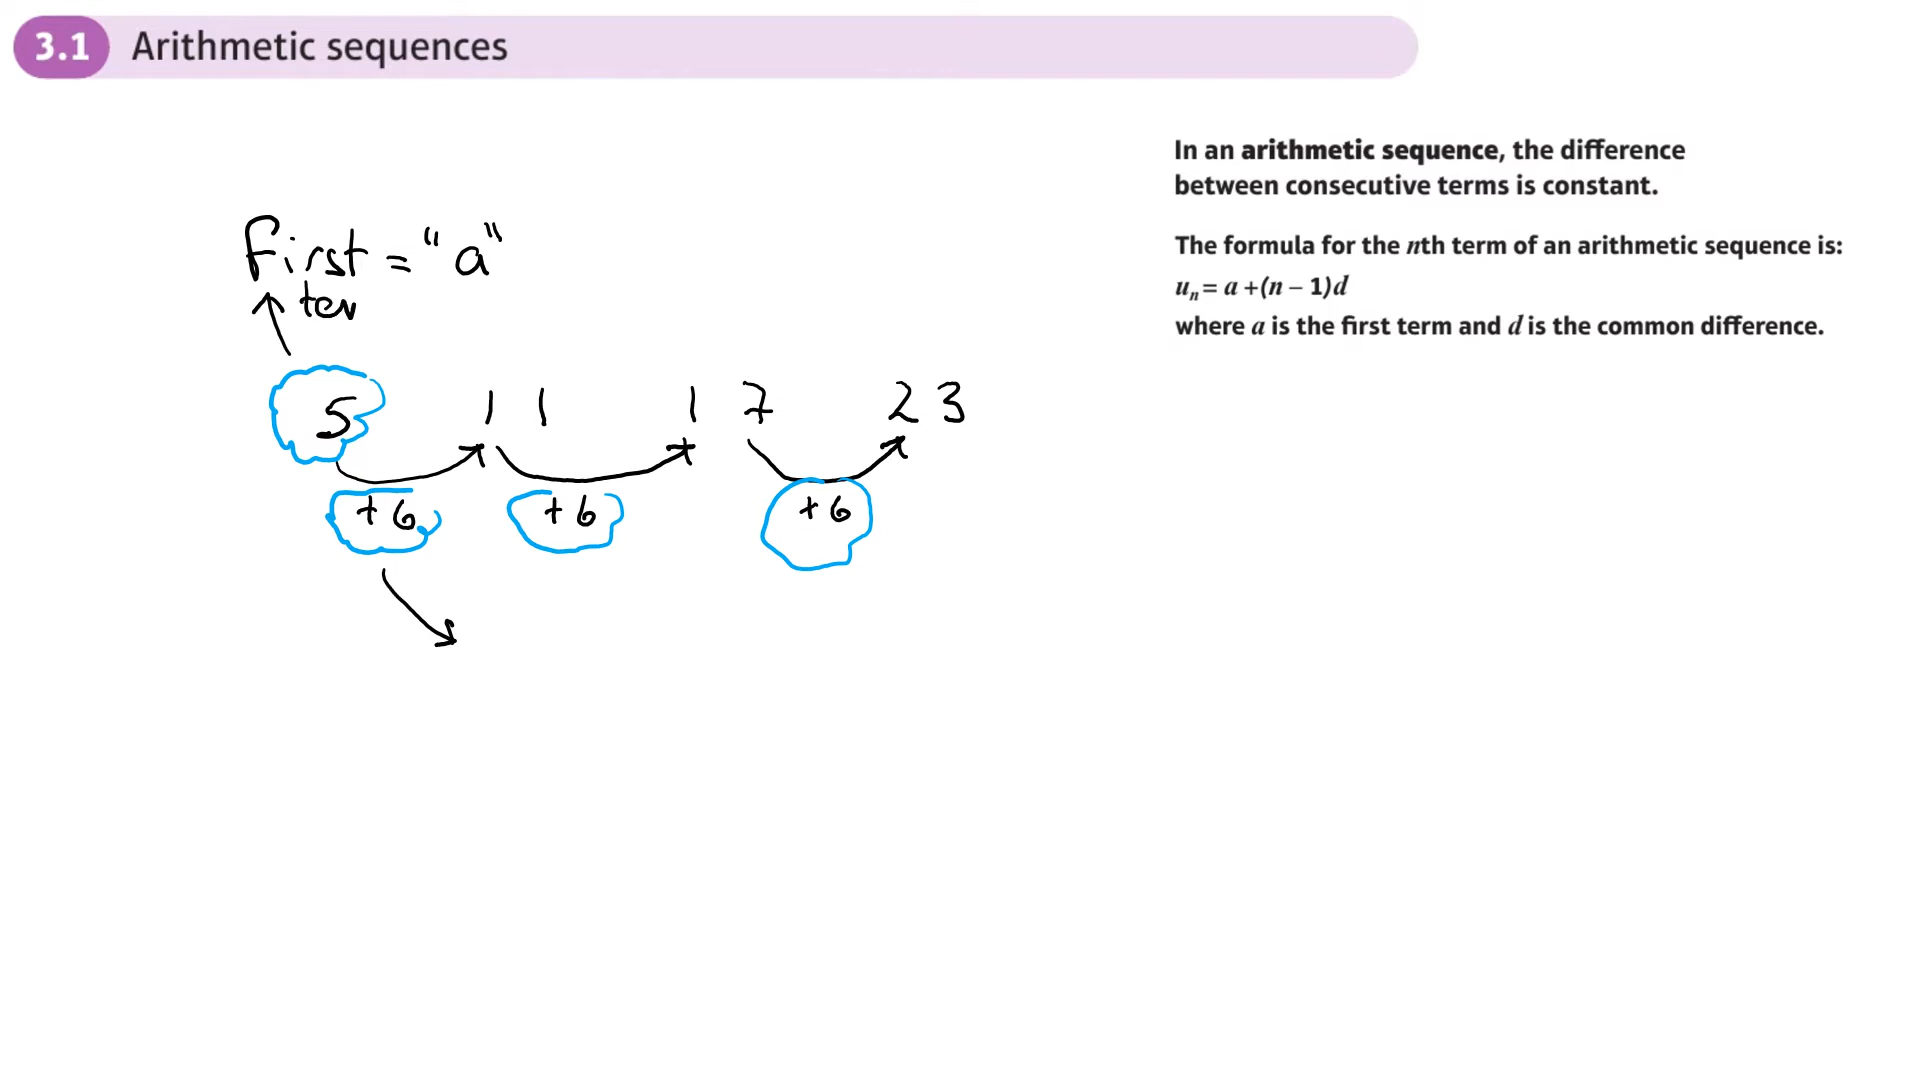 3.1 Arithmetic sequences
In an arithmetic sequence, the difference
between consecutive terms is constant.
The formula for the nth term of an arithmetic sequence is:
uₙ = a + (n − 1)d
where a is the first term and d is the common difference.
First = "a"
ter
5 11 17 23
+6 +6 +6